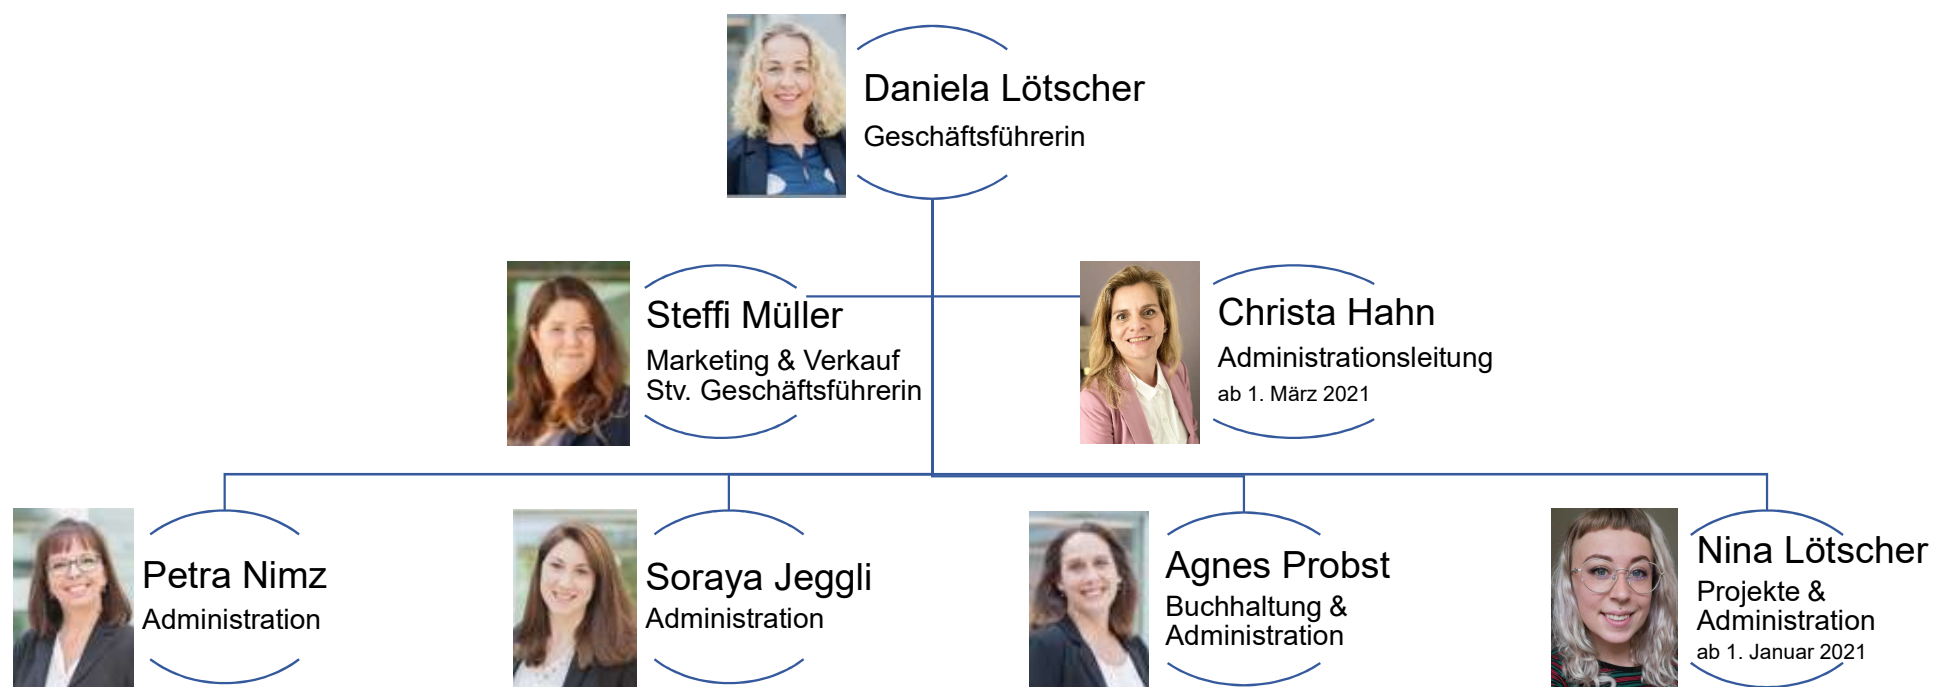 Daniela Lötscher
Geschäftsführerin
Steffi Müller
Marketing & Verkauf
Stv. Geschäftsführerin
Christa Hahn
Administrationsleitung
ab 1. März 2021
Petra Nimz
Administration
Soraya Jeggli
Administration
Agnes Probst
Buchhaltung &
Administration
Nina Lötscher
Projekte &
Administration
ab 1. Januar 2021